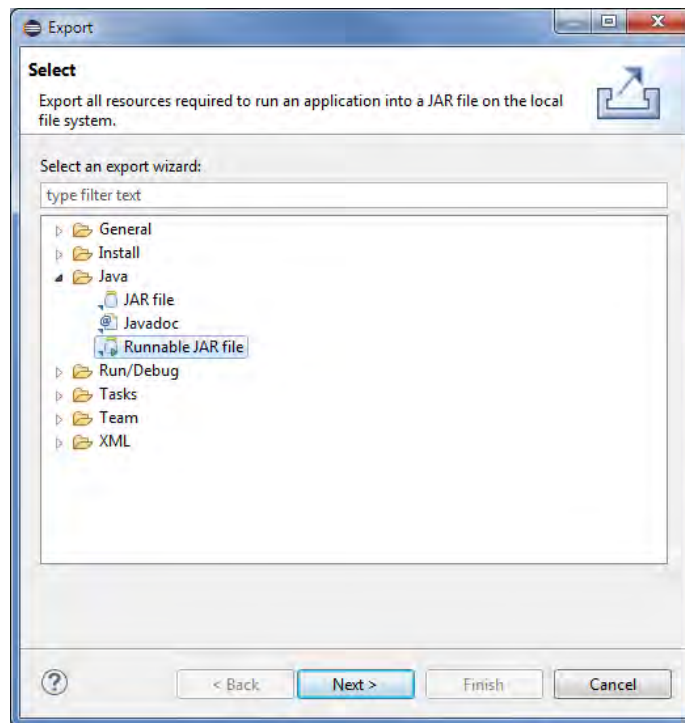 Export
Select
Export all resources required to run an application into a JAR file on the local
file system.
Select an export wizard:
type filter text
General
Install
Java
JAR file
Javadoc
Runnable JAR file
Run/Debug
Tasks
Team
XML
< Back Next > Finish Cancel